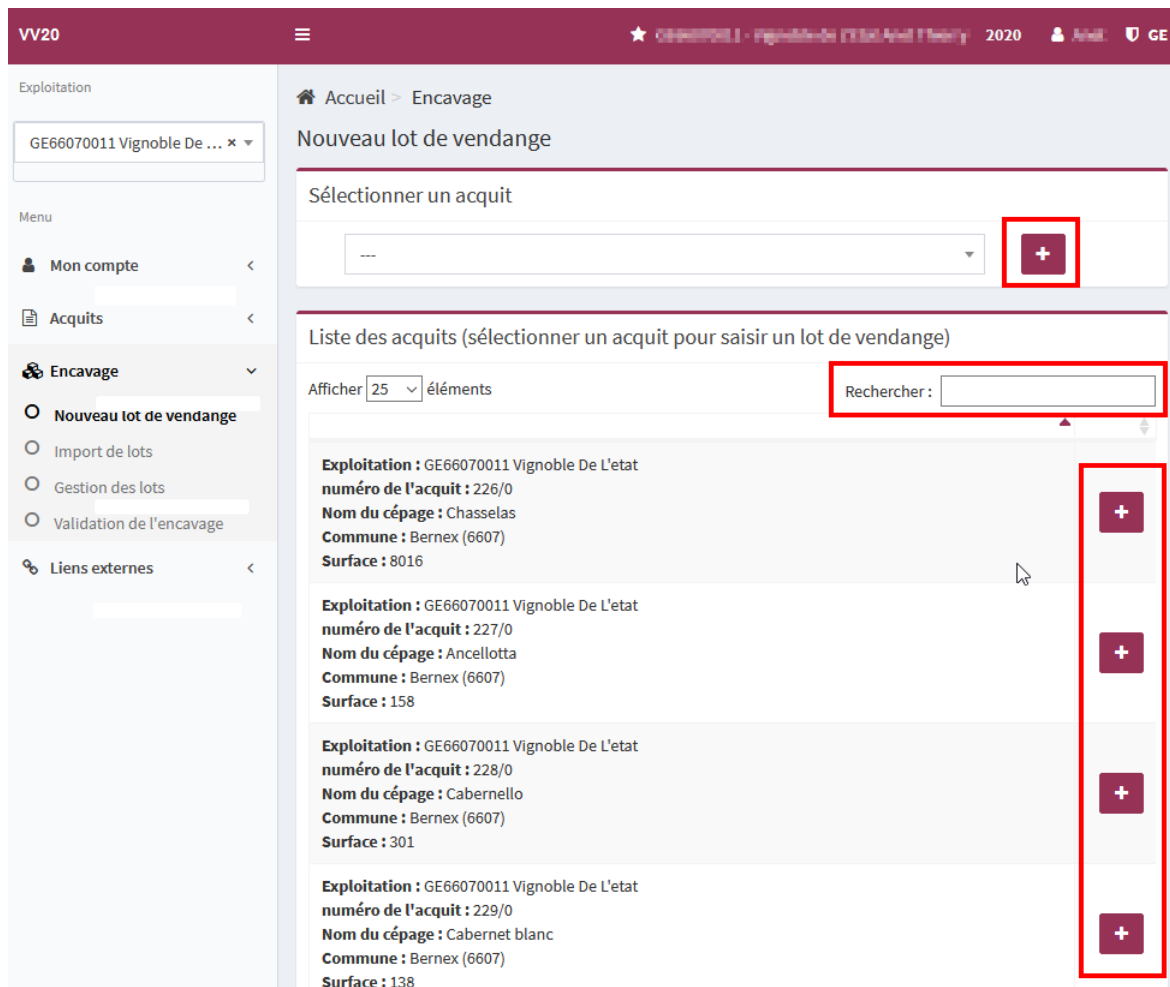 VV20
2020
GE
Exploitation
GE66070011 Vignoble De ... × 
Menu
Mon compte
Acquits
Encavage
Nouveau lot de vendange
Import de lots
Gestion des lots
Validation de l'encavage
Liens externes
Accueil > Encavage
Nouveau lot de vendange
Sélectionner un acquit
---
+
Liste des acquits (sélectionner un acquit pour saisir un lot de vendange)
Afficher 25 éléments
Rechercher :
Exploitation : GE66070011 Vignoble De L'etat
numéro de l'acquit : 226/0
Nom du cépage : Chasselas
Commune : Bernex (6607)
Surface : 8016
+
Exploitation : GE66070011 Vignoble De L'etat
numéro de l'acquit : 227/0
Nom du cépage : Ancellotta
Commune : Bernex (6607)
Surface : 158
+
Exploitation : GE66070011 Vignoble De L'etat
numéro de l'acquit : 228/0
Nom du cépage : Cabernello
Commune : Bernex (6607)
Surface : 301
+
Exploitation : GE66070011 Vignoble De L'etat
numéro de l'acquit : 229/0
Nom du cépage : Cabernet blanc
Commune : Bernex (6607)
Surface : 138
+